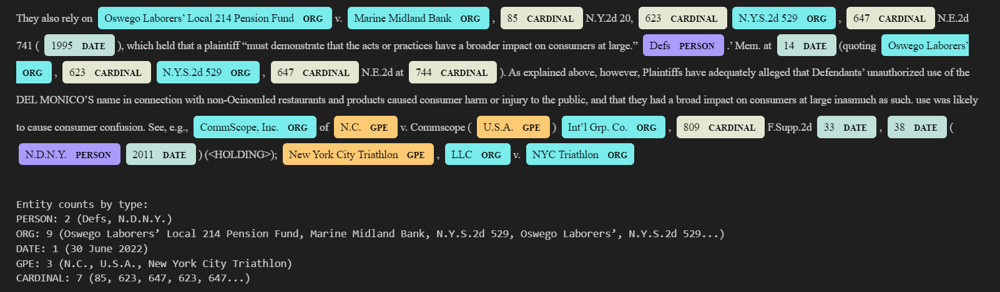 They also rely on Oswego Laborers’ Local 214 Pension Fund ORG v. Marine Midland Bank ORG , 85 CARDINAL N.Y.2d 20, 623 CARDINAL N.Y.S.2d 529 ORG , 647 CARDINAL N.E.2d
741 ( 1995 DATE ), which held that a plaintiff “must demonstrate that the acts or practices have a broader impact on consumers at large.” Defs PERSON .’ Mem. at 14 DATE (quoting Oswego Laborers’
ORG , 623 CARDINAL N.Y.S.2d 529 ORG , 647 CARDINAL N.E.2d at 744 CARDINAL ). As explained above, however, Plaintiffs have adequately alleged that Defendants’ unauthorized use of the
DEL MONICO’S name in connection with non-Ocinomled restaurants and products caused consumer harm or injury to the public, and that they had a broad impact on consumers at large inasmuch as such. use was likely
to cause consumer confusion. See, e.g., CommScope, Inc. ORG of N.C. GPE v. Commscope ( U.S.A. GPE ) Int’l Grp. Co. ORG , 809 CARDINAL F.Supp.2d 33 DATE , 38 DATE (
N.D.N.Y. PERSON 2011 DATE ) (<HOLDING>); New York City Triathlon GPE , LLC ORG v. NYC Triathlon ORG
Entity counts by type:
PERSON: 2 (Defs, N.D.N.Y.)
ORG: 9 (Oswego Laborers’ Local 214 Pension Fund, Marine Midland Bank, N.Y.S.2d 529, Oswego Laborers’, N.Y.S.2d 529...)
DATE: 1 (30 June 2022)
GPE: 3 (N.C., U.S.A., New York City Triathlon)
CARDINAL: 7 (85, 623, 647, 623, 647...)